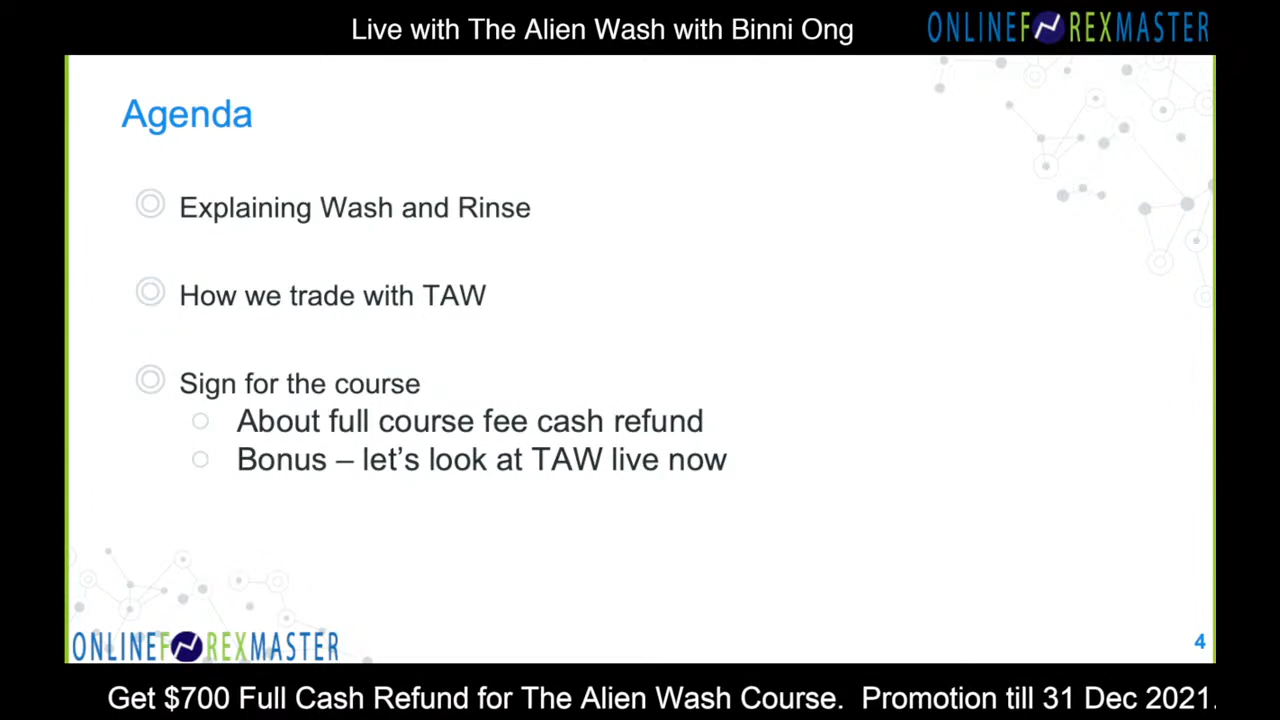 Live with The Alien Wash with Binni Ong
ONLINEFOREXMASTER
Agenda
Explaining Wash and Rinse
How we trade with TAW
Sign for the course
About full course fee cash refund
Bonus – let's look at TAW live now
ONLINEFOREXMASTER
4
Get $700 Full Cash Refund for The Alien Wash Course. Promotion till 31 Dec 2021.